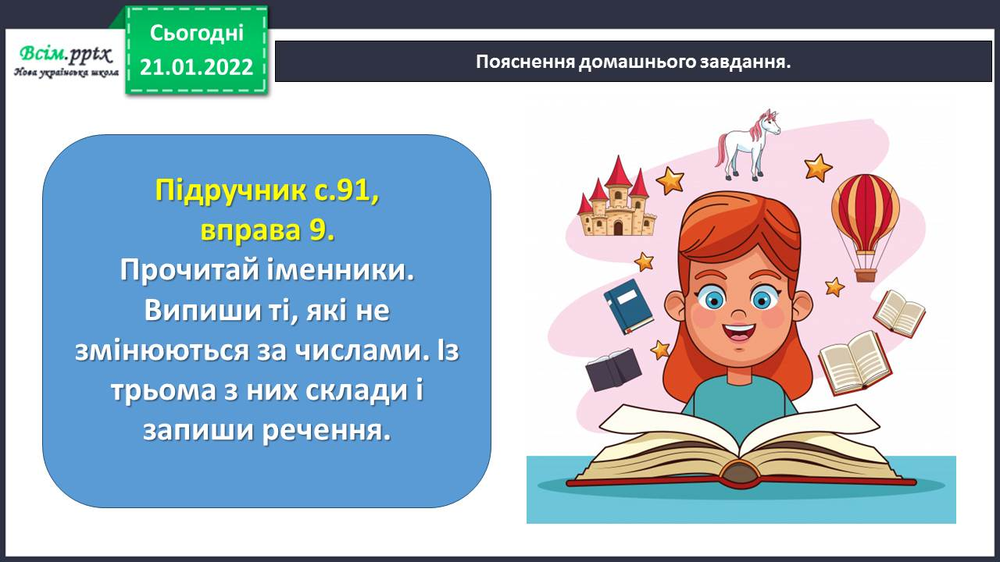 Всім.pptx
Нова українська школа
Сьогодні
21.01.2022
Пояснення домашнього завдання.
Підручник с.91,
вправа 9.
Прочитай іменники.
Випиши ті, які не
змінюються за числами. Із
трьома з них склади і
запиши речення.